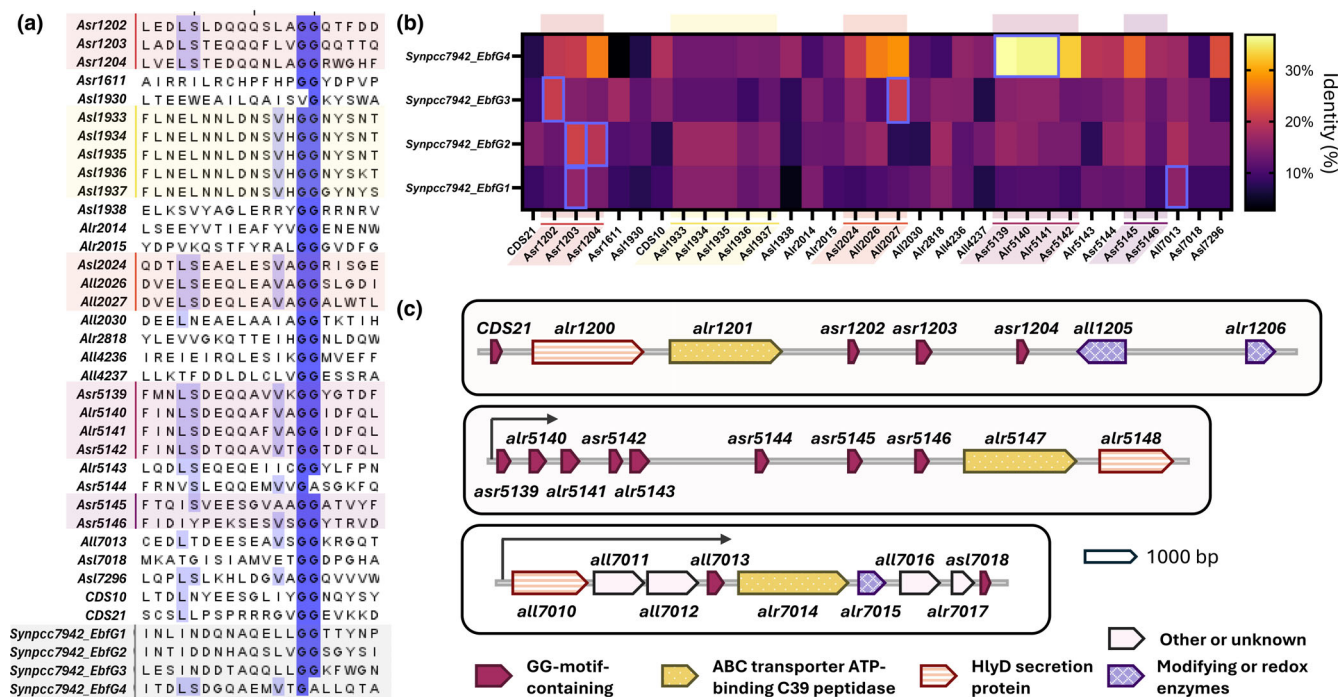 (a)
Asr1202 LEDLSLDQQQSLAGGQTFDD
Asr1203 LADLSTEQQQFLVGGQQTTQ
Asr1204 LVELSTEQQNLTAGGRWGHF
Asr1611 AIRRILRCHPFHPGGYDPVP
Asl1930 LTEEWEAILQAISVGKYSWA
Asl1933 FLNELNNLDNSVHGGNYSNT
Asl1934 FLNELNNLDNSVHGGNYSNT
Asl1935 FLNELNNLDNSVHGGNYSNT
Asl1936 FLNELNNLDNSVHGGNYSKT
Asl1937 FLNELNNLDNSVHGGGYNYS
Asl1938 ELKSVYAGLERRYGGRRNRV
Alr2014 LSEEYVTIAFYVGGENENW
Alr2015 YDPVKQSTFYRALGGGVDFG
Asl2024 QDTLSEAELESVAGGRISGE
All2026 DVELSEEQLEAVAGGSLGDI
All2027 DVELSDEQLEAVAGGALWTL
All2030 DEELNEAELAAIAGGTKTIH
Alr2818 YLEVVGKQTTEIHGGNLDQW
All4236 IREIEIRQLESIKGGMVEFF
All4237 LLKTFDDLDLCLVGGESSRA
Asr5139 FMNLSDEQQAVVKGGYGTDF
Alr5140 FINLSDEQQAFVAGGIDFQL
Alr5141 FINLSDEQQAFVAGGIDFQL
Asr5142 FINLSDTQQAVVTGGTDFQL
Alr5143 LQDLSEQEQEIICGGYLFPN
Asr5144 FRNVSLEQQEMVVGASGKFQ
Asr5145 FTQISVEESGVAAGGATVYF
Asr5146 FIDIYPEKSESVSGGYTRVD
All7013 CEDLTDEESEAVSGGKRGQT
Asl7018 MKATGISIAMVETGGDPGHA
Asl7296 LQPLSLKHLDGVAGGQVVVW
CDS10 LTDLNYEESGLIYGGNQYSY
CDS21 SCSLLPSPRRRGVGGEVKKD
Synpcc7942_EbfG1 INLINDQNAQELLGGTTYNP
Synpcc7942_EbfG2 INTIDDNHAQLVGGSGYSI
Synpcc7942_EbfG3 LESINDDTAQQLLGGKFWGN
Synpcc7942_EbfG4 ITDLSDGQAEMVTGALLQTA
(b)
Synpcc7942_EbfG4
Synpcc7942_EbfG3
Synpcc7942_EbfG2
Synpcc7942_EbfG1
CDS21 Asr1202 Asr1203 Asr1204 Asr1611 Asl1930 CDS10 Asl1933 Asl1934 Asl1935 Asl1936 Asl1937 Asl1938 Alr2014 Alr2015 Asl2024 All2026 All2027 All2030 Alr2818 All4236 All4237 Asr5139 Alr5140 Alr5141 Asr5142 Alr5143 Asr5144 Asr5145 Asr5146 All7013 Asl7018 Asl7296
30%
20%
10%
Identity (%)
(c)
CDS21 alr1200 alr1201 asr1202 asr1203 asr1204 all1205 alr1206
alr5140 asr5142 asr5144 asr5145 asr5146 alr5147 alr5148
asr5139 alr5141 alr5143
all7011 all7013 all7016 asl7018
all7010 all7012 alr7014 alr7015 alr7017
1000 bp
GG-motif-containing
ABC transporter ATP-binding C39 peptidase
HlyD secretion protein
Other or unknown
Modifying or redox enzymes